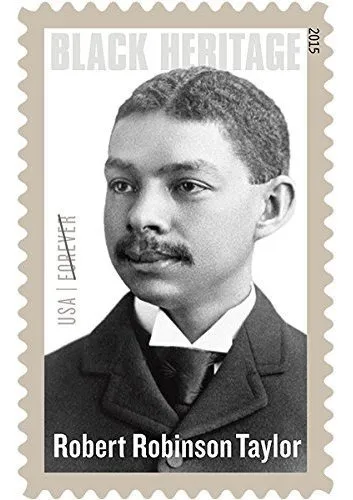 BLACK HERITAGE
2015
USA | FOREVER
Robert Robinson Taylor